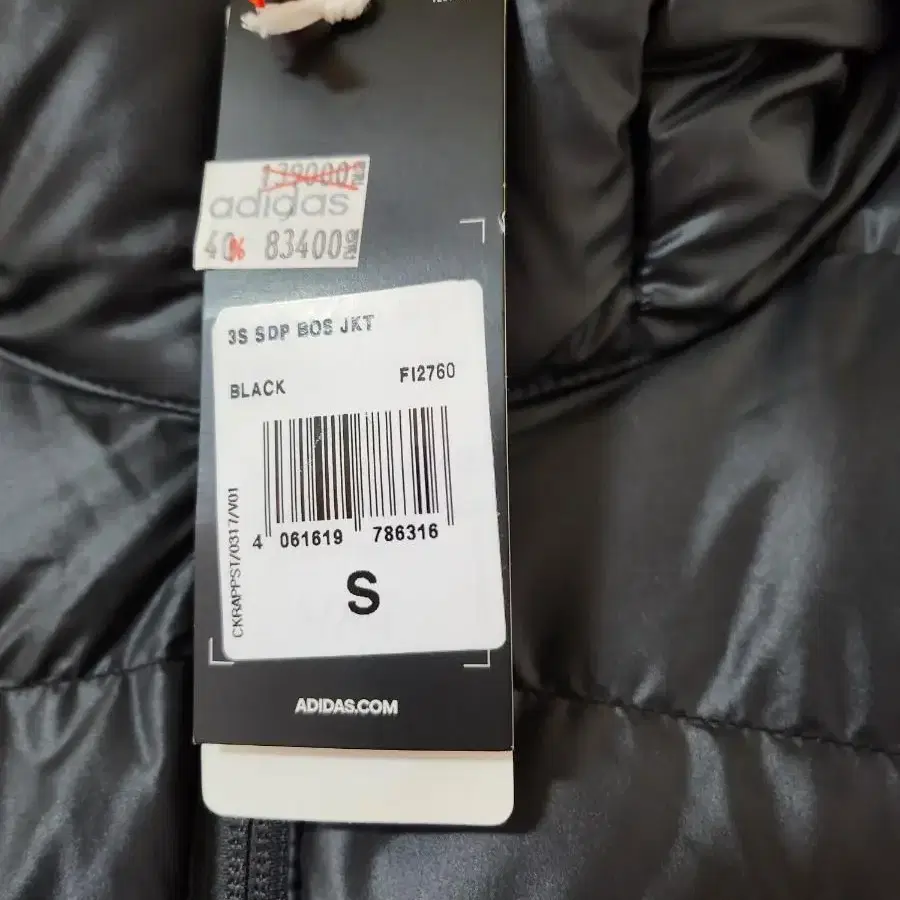 139000원
adidas
40% 83400원
3S SDP BOS JKT
BLACK FI2760
4 061619 786316
CKRAPPST/0317/V01
S
ADIDAS.COM